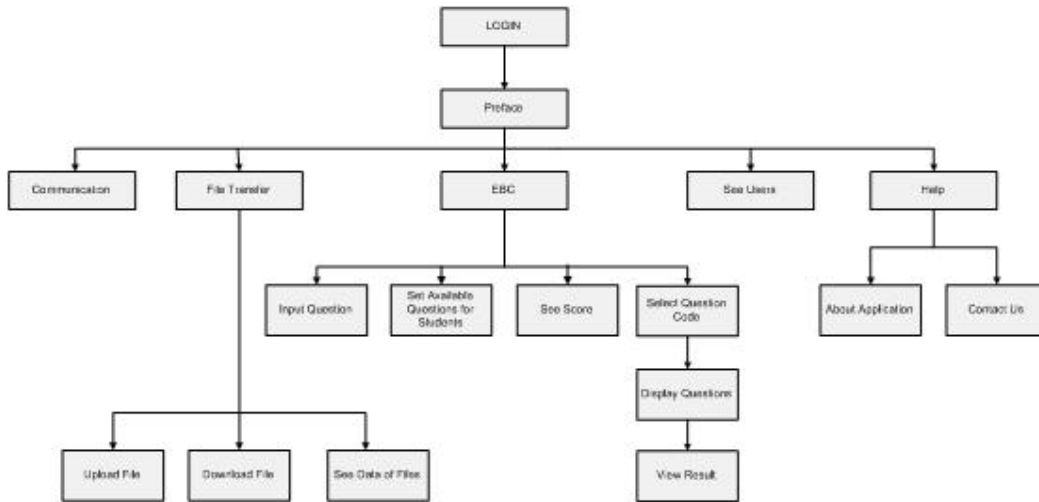 LOGIN
Preface
Communication
File Transfer
EBC
See Users
Help
Input Question
Set Available
Questions for
Students
See Score
Select Question
Code
About Application
Contact Us
Display Questions
Upload File
Download File
See Data of Files
View Result